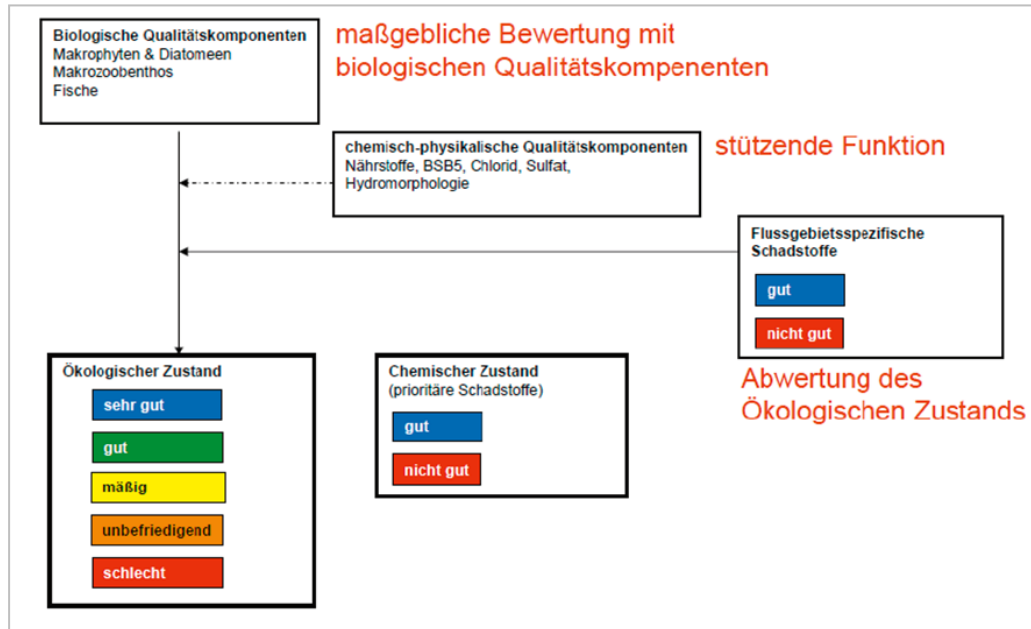 Biologische Qualitätskomponenten
Makrophyten & Diatomeen
Makrozoobenthos
Fische
maßgebliche Bewertung mit
biologischen Qualitätskompenenten
chemisch-physikalische Qualitätskomponenten
Nährstoffe, BSB5, Chlorid, Sulfat,
Hydromorphologie
stützende Funktion
Flussgebietsspezifische
Schadstoffe
gut
nicht gut
Abwertung des
Ökologischen Zustands
Ökologischer Zustand
sehr gut
gut
mäßig
unbefriedigend
schlecht
Chemischer Zustand
(prioritäre Schadstoffe)
gut
nicht gut